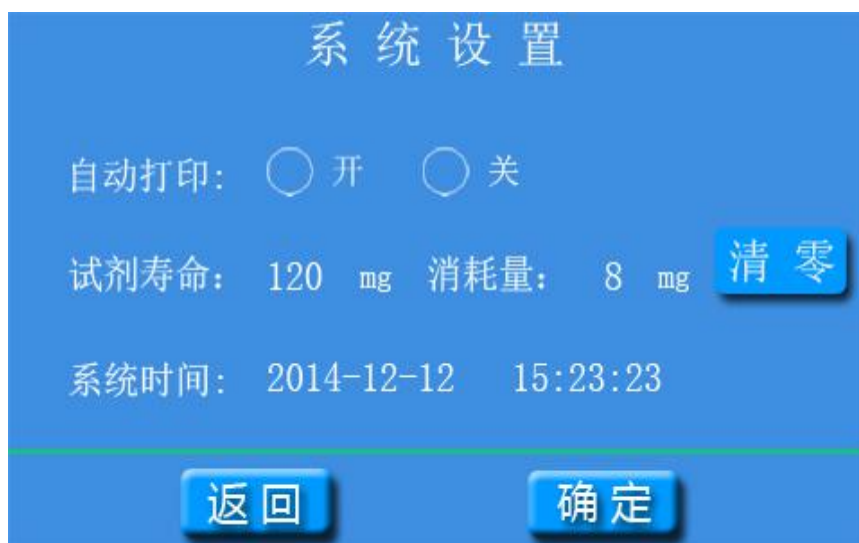 系统设置
自动打印: 开 关
试剂寿命: 120 mg 消耗量: 8 mg 清零
系统时间: 2014-12-12 15:23:23
返回 确定